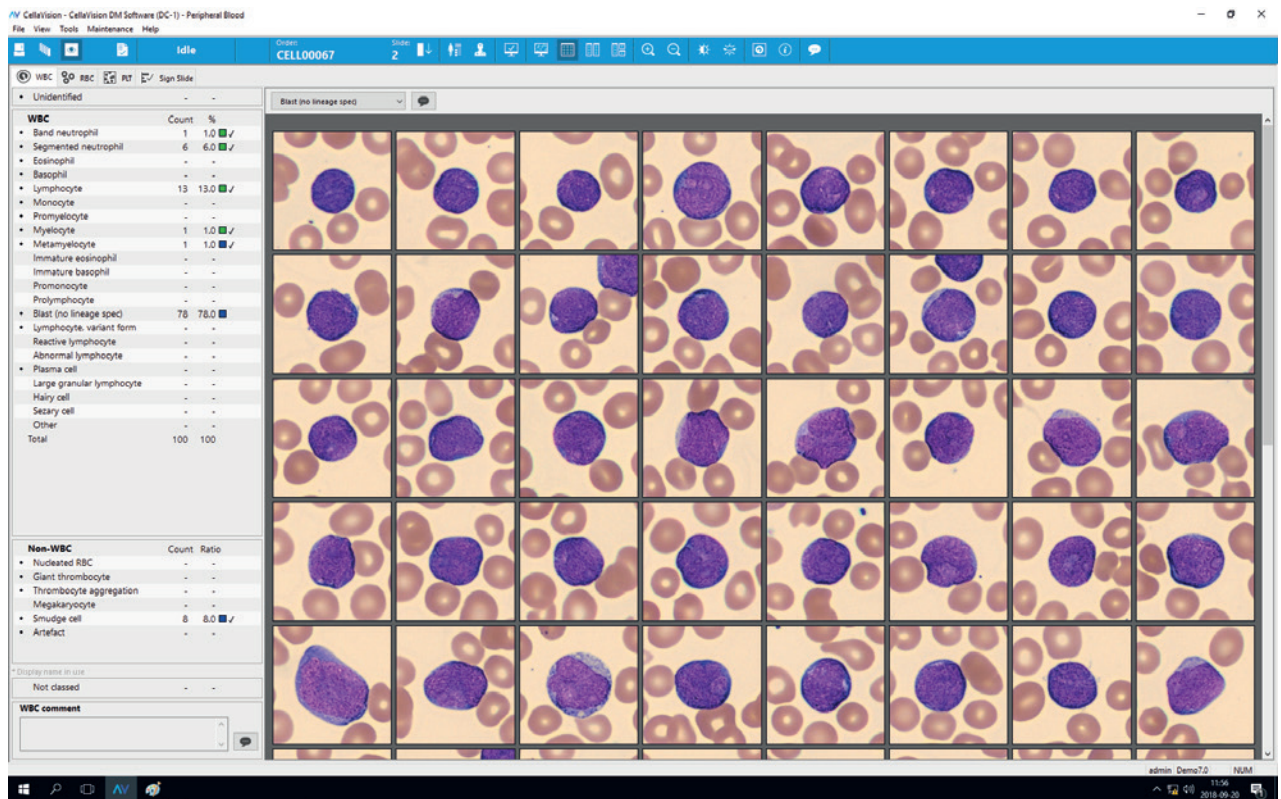 CellaVision - CellaVision DM Software (DC-1) - Peripheral Blood
File View Tools Maintenance Help
Idle
Order:
CELL00067
Slide:
2
WBC RBC PLT Sign Slide
Unidentified - -
Blast (no lineage spec)
WBC Count %
• Band neutrophil 1 1.0
• Segmented neutrophil 6 6.0
• Eosinophil - -
• Basophil - -
• Lymphocyte 13 13.0
• Monocyte - -
• Promyelocyte - -
• Myelocyte 1 1.0
• Metamyelocyte 1 1.0
Immature eosinophil - -
Immature basophil - -
Promonocyte - -
Prolymphocyte - -
• Blast (no lineage spec) 78 78.0
• Lymphocyte, variant form - -
Reactive lymphocyte - -
Abnormal lymphocyte - -
• Plasma cell - -
Large granular lymphocyte - -
Hairy cell - -
Sezary cell - -
Other - -
Total 100 100
Non-WBC Count Ratio
• Nucleated RBC - -
• Giant thrombocyte - -
• Thrombocyte aggregation - -
Megakaryocyte - -
• Smudge cell 8 8.0
• Artefact - -
* Display name in use
Not classed - -
WBC comment
admin Demo7.0 NUM
11:56
2018-09-20